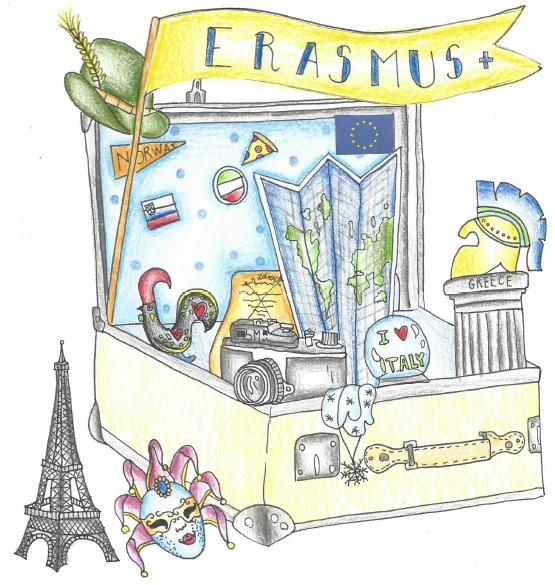 ERASMUS+
NORWAY
I ♥
ITALY
GREECE